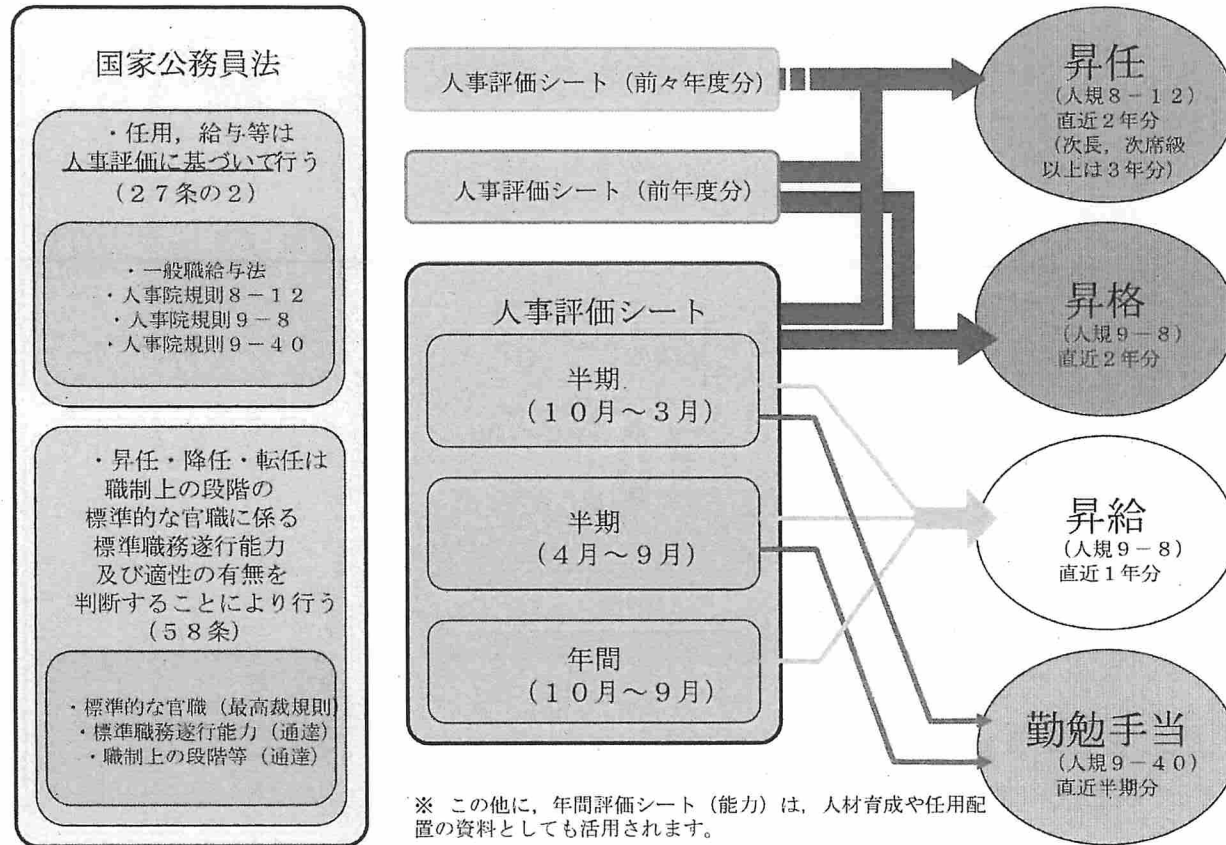 国家公務員法
・任用，給与等は
人事評価に基づいて行う
（２７条の２）
・一般職給与法
・人事院規則８－１２
・人事院規則９－８
・人事院規則９－４０
・昇任・降任・転任は
職制上の段階の
標準的な官職に係る
標準職務遂行能力
及び適性の有無を
判断することにより行う
（５８条）
・標準的な官職（最高裁規則）
・標準職務遂行能力（通達）
・職制上の段階等（通達）
人事評価シート（前々年度分）
人事評価シート（前年度分）
人事評価シート
半期
（１０月～３月）
半期
（４月～９月）
年間
（１０月～９月）
昇任
（人規８－１２）
直近２年分
（次長，次席級
以上は３年分）
昇格
（人規９－８）
直近２年分
昇給
（人規９－８）
直近１年分
勤勉手当
（人規９－４０）
直近半期分
※ この他に，年間評価シート（能力）は，人材育成や任用配
置の資料としても活用されます。